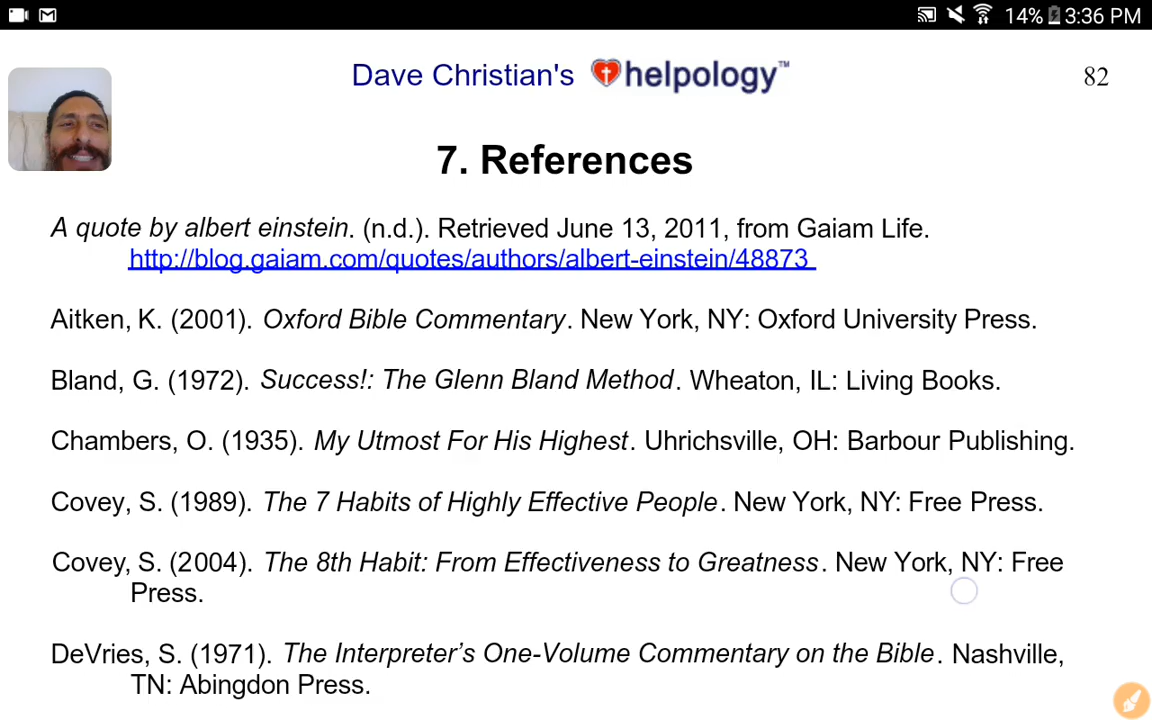 14% 3:36 PM
Dave Christian's helpology™ 82
7. References
A quote by albert einstein. (n.d.). Retrieved June 13, 2011, from Gaiam Life.
http://blog.gaiam.com/quotes/authors/albert-einstein/48873
Aitken, K. (2001). Oxford Bible Commentary. New York, NY: Oxford University Press.
Bland, G. (1972). Success!: The Glenn Bland Method. Wheaton, IL: Living Books.
Chambers, O. (1935). My Utmost For His Highest. Uhrichsville, OH: Barbour Publishing.
Covey, S. (1989). The 7 Habits of Highly Effective People. New York, NY: Free Press.
Covey, S. (2004). The 8th Habit: From Effectiveness to Greatness. New York, NY: Free
Press.
DeVries, S. (1971). The Interpreter’s One-Volume Commentary on the Bible. Nashville,
TN: Abingdon Press.